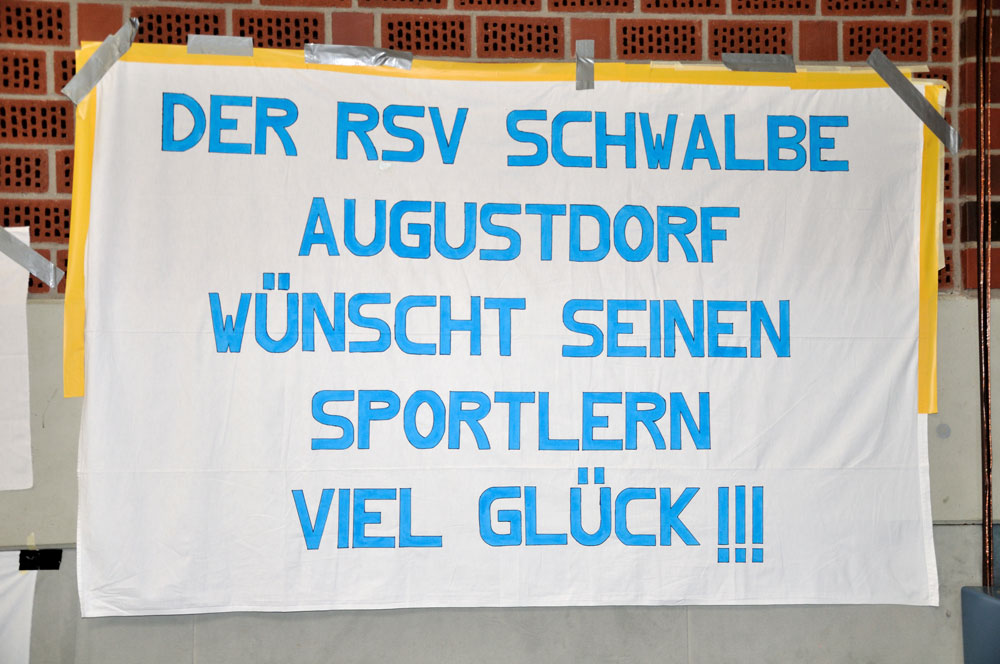 DER RSV SCHWALBE
AUGUSTDORF
WÜNSCHT SEINEN
SPORTLERN
VIEL GLÜCK!!!